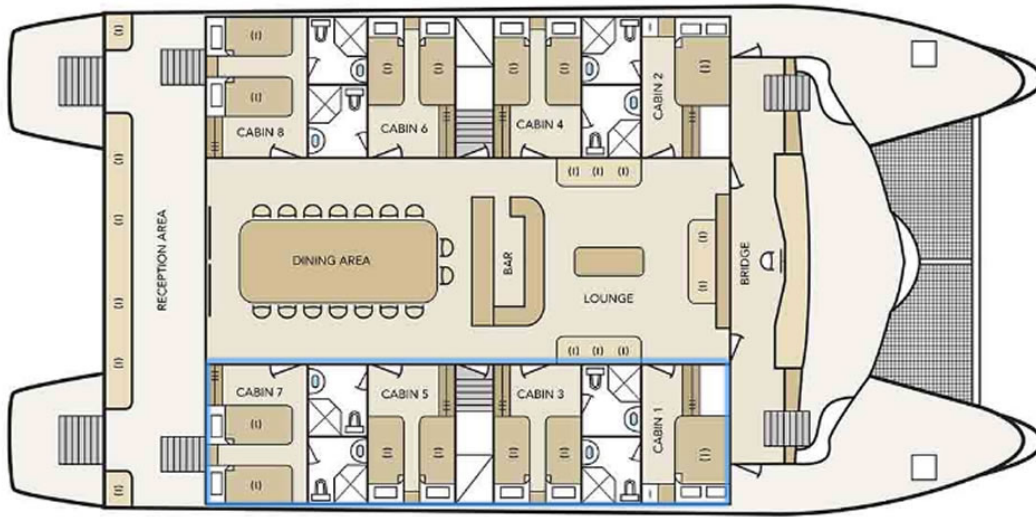 CABIN 8
CABIN 6
CABIN 4
CABIN 2
RECEPTION AREA
DINING AREA
BAR
LOUNGE
BRIDGE
CABIN 7
CABIN 5
CABIN 3
CABIN 1